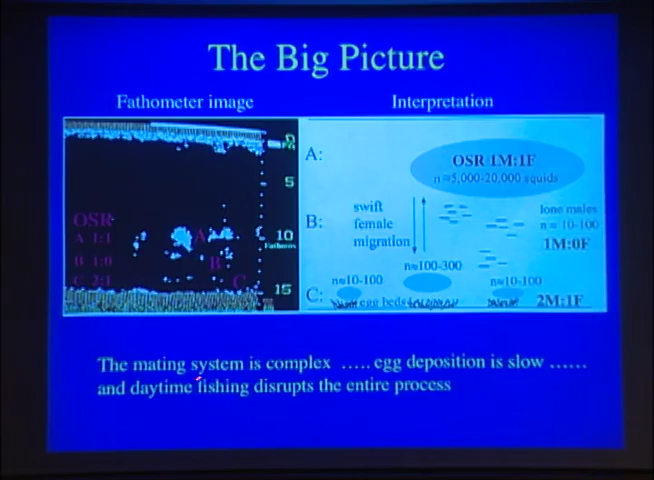 The Big Picture
Fathometer image
Interpretation
0
5
10
Fathoms
15
OSR
A 1:1
B 1:0
C 2:1
A
B
C
A:
OSR 1M:1F
n ≈5,000-20,000 squids
B:
swift
female
migration
lone males
n ≈ 10-100
1M:0F
n≈100-300
n≈10-100
n≈10-100
C:
egg beds
2M:1F
The mating system is complex ..... egg deposition is slow ......
and daytime fishing disrupts the entire process